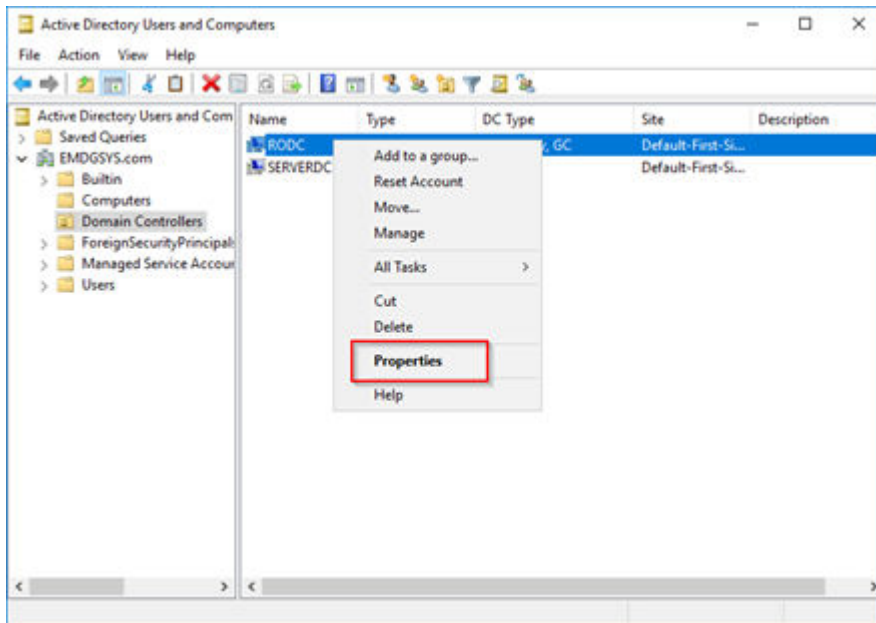 Active Directory Users and Computers
File Action View Help
Active Directory Users and Com
Saved Queries
EMDGSYS.com
Builtin
Computers
Domain Controllers
ForeignSecurityPrincipals
Managed Service Accour
Users
Name Type DC Type Site Description
RODC , GC Default-First-Si...
SERVERDC Default-First-Si...
Add to a group...
Reset Account
Move...
Manage
All Tasks
Cut
Delete
Properties
Help